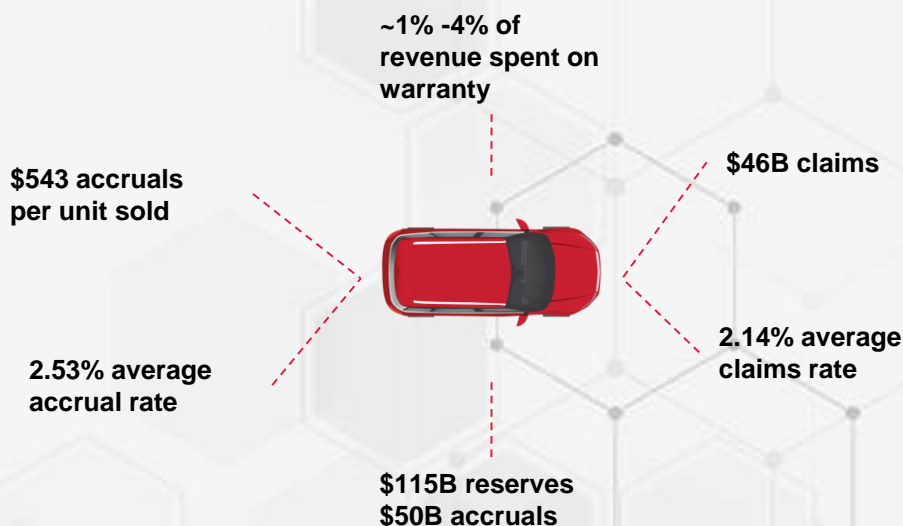 ~1% -4% of
revenue spent on
warranty
$543 accruals
per unit sold
$46B claims
2.53% average
accrual rate
2.14% average
claims rate
$115B reserves
$50B accruals